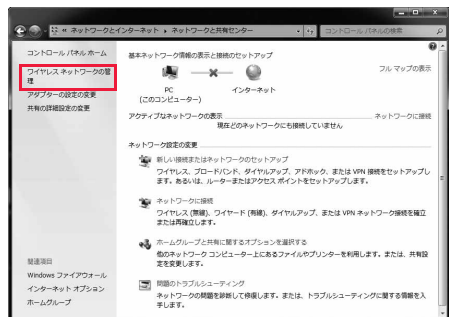 « ネットワークとインターネット ▸ ネットワークと共有センター
コントロール パネルの検索
コントロール パネル ホーム
ワイヤレス ネットワークの管
理
アダプターの設定の変更
共有の詳細設定の変更
基本ネットワーク情報の表示と接続のセットアップ
フル マップの表示
PC
(このコンピューター)
インターネット
アクティブなネットワークの表示
ネットワークに接続
現在どのネットワークにも接続していません
ネットワーク設定の変更
新しい接続またはネットワークのセットアップ
ワイヤレス、ブロードバンド、ダイヤルアップ、アドホック、または VPN 接続をセットアップし
ます。あるいは、ルーターまたはアクセス ポイントをセットアップします。
ネットワークに接続
ワイヤレス (無線)、ワイヤード (有線)、ダイヤルアップ、または VPN ネットワーク接続を確立
または再確立します。
ホームグループと共有に関するオプションを選択する
他のネットワーク コンピューター上にあるファイルやプリンターを利用します。または、共有設
定を変更します。
問題のトラブルシューティング
ネットワークの問題を診断して修復します。または、トラブルシューティングに関する情報を入
手します。
関連項目
Windows ファイアウォール
インターネット オプション
ホームグループ